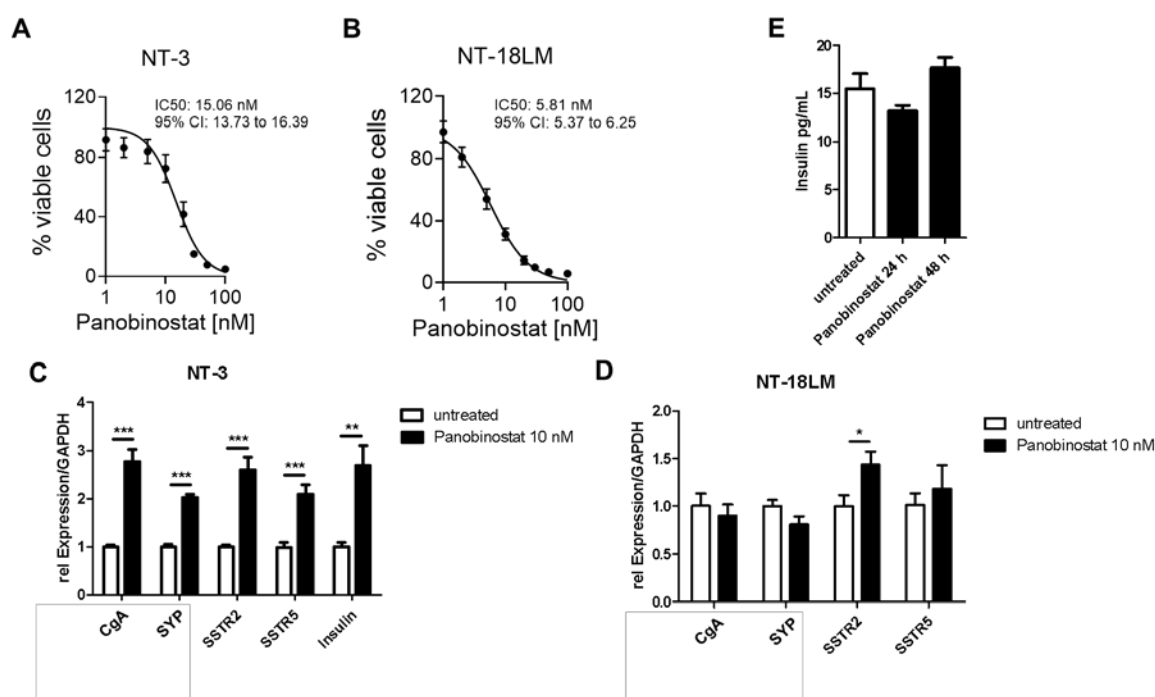 A
NT-3
IC50: 15.06 nM
95% CI: 13.73 to 16.39
% viable cells
120
80
40
0
1
10
100
Panobinostat [nM]
B
NT-18LM
IC50: 5.81 nM
95% CI: 5.37 to 6.25
% viable cells
120
80
40
0
1
10
100
Panobinostat [nM]
E
Insulin pg/mL
20
15
10
5
0
untreated
Panobinostat 24 h
Panobinostat 48 h
C
NT-3
untreated
Panobinostat 10 nM
rel Expression/GAPDH
4
3
2
1
0
***
***
***
***
**
CgA
SYP
SSTR2
SSTR5
Insulin
D
NT-18LM
untreated
Panobinostat 10 nM
rel Expression/GAPDH
2.0
1.5
1.0
0.5
0.0
*
CgA
SYP
SSTR2
SSTR5